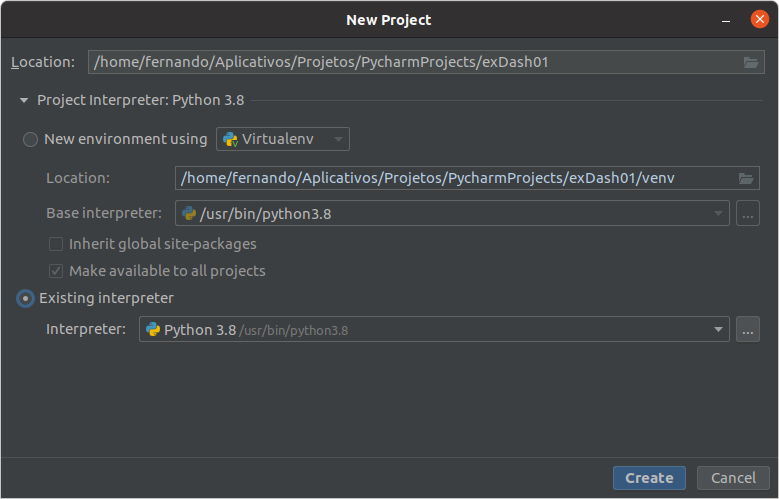 New Project
Location: /home/fernando/Aplicativos/Projetos/PycharmProjects/exDash01
Project Interpreter: Python 3.8
New environment using Virtualenv
Location: /home/fernando/Aplicativos/Projetos/PycharmProjects/exDash01/venv
Base interpreter: /usr/bin/python3.8 ...
Inherit global site-packages
Make available to all projects
Existing interpreter
Interpreter: Python 3.8 /usr/bin/python3.8 ...
Create Cancel